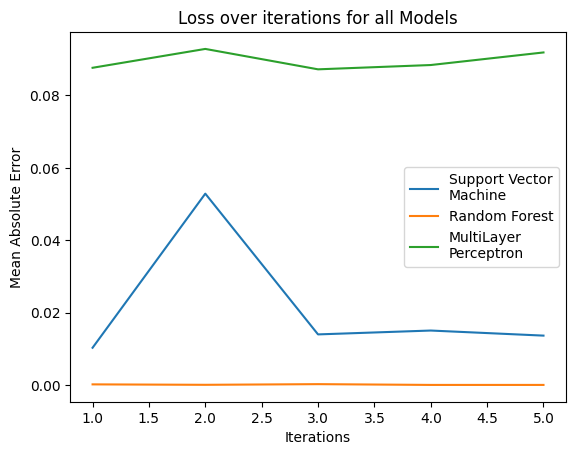 Loss over iterations for all Models
Mean Absolute Error
0.08
0.06
0.04
0.02
0.00
Support Vector
Machine
Random Forest
MultiLayer
Perceptron
1.0 1.5 2.0 2.5 3.0 3.5 4.0 4.5 5.0
Iterations